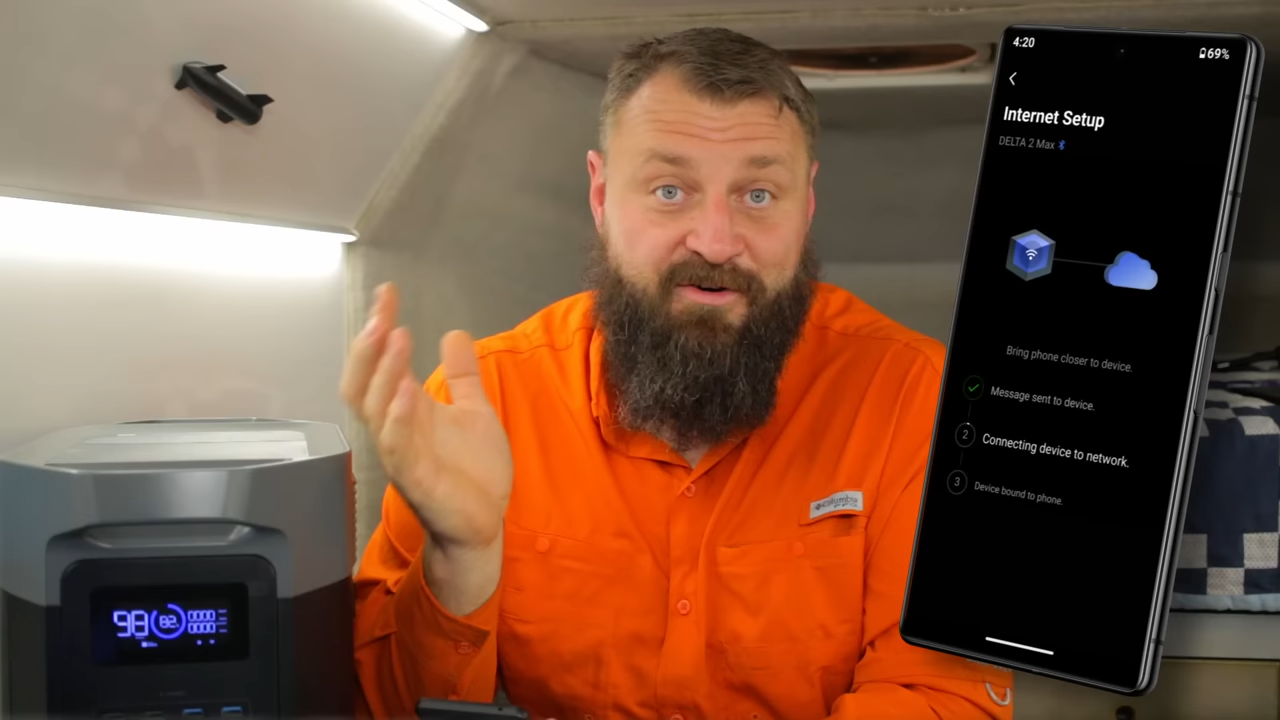 4:20
69%
Internet Setup
DELTA 2 Max
Bring phone closer to device.
Message sent to device.
2
Connecting device to network.
3
Device bound to phone.
Columbia
98
82%